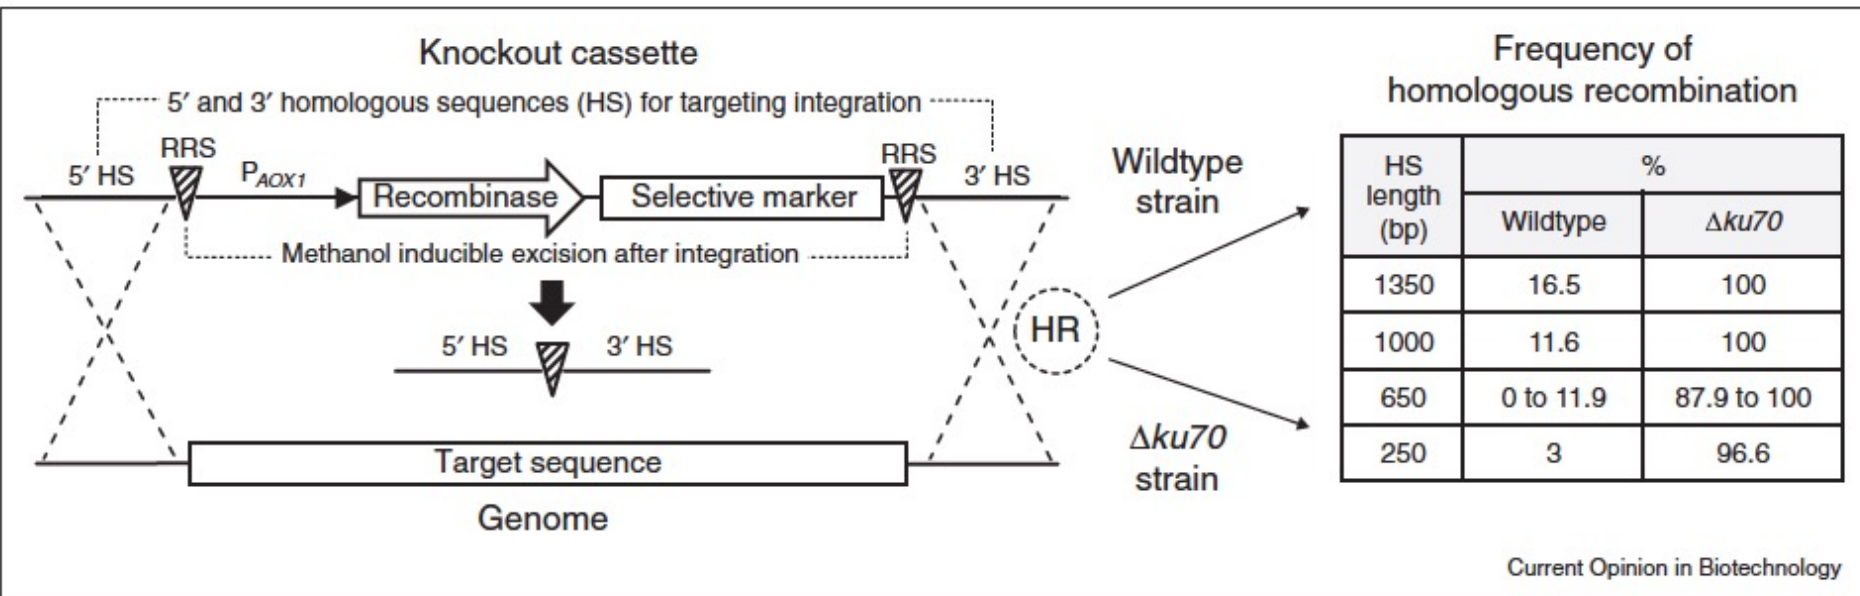 Knockout cassette
5′ and 3′ homologous sequences (HS) for targeting integration
5′ HS
RRS
P_AOX1
Recombinase
Selective marker
RRS
3′ HS
Methanol inducible excision after integration
5′ HS
3′ HS
Target sequence
Genome
HR
Wildtype
strain
Δku70
strain
Frequency of
homologous recombination
HS
length
(bp)
%
Wildtype
Δku70
1350 16.5 100
1000 11.6 100
650 0 to 11.9 87.9 to 100
250 3 96.6
Current Opinion in Biotechnology